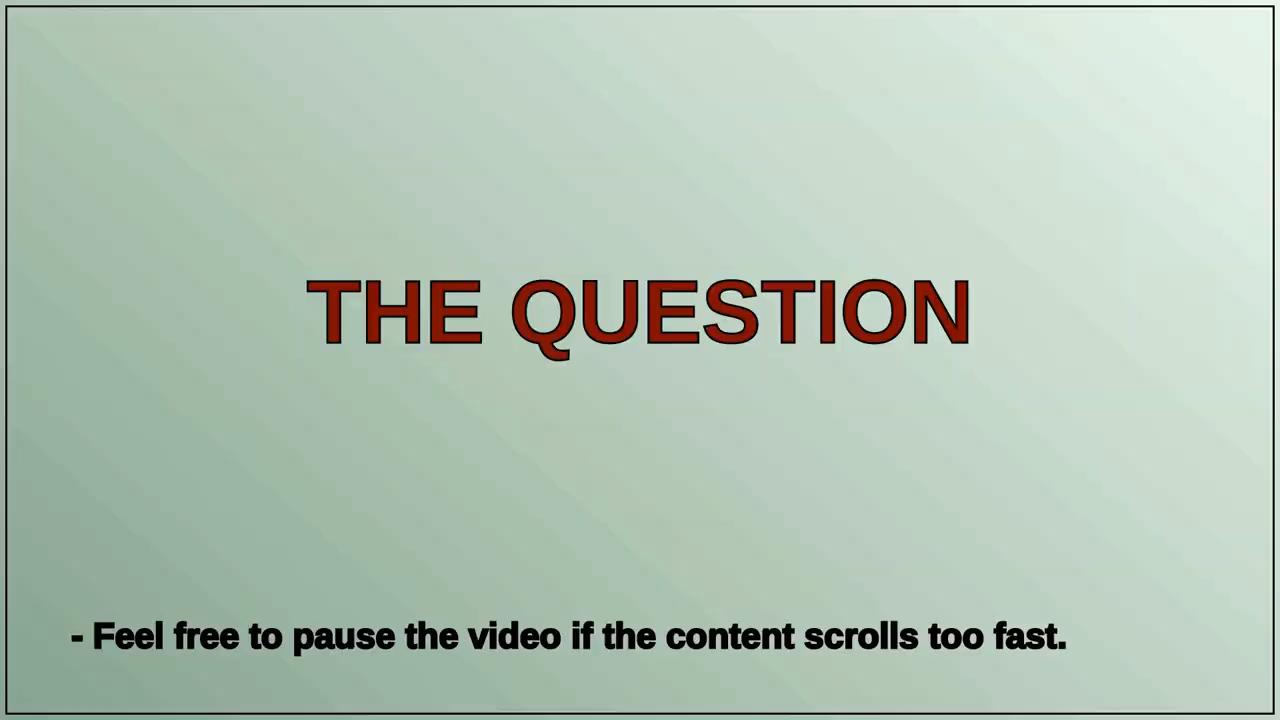 THE QUESTION
- Feel free to pause the video if the content scrolls too fast.